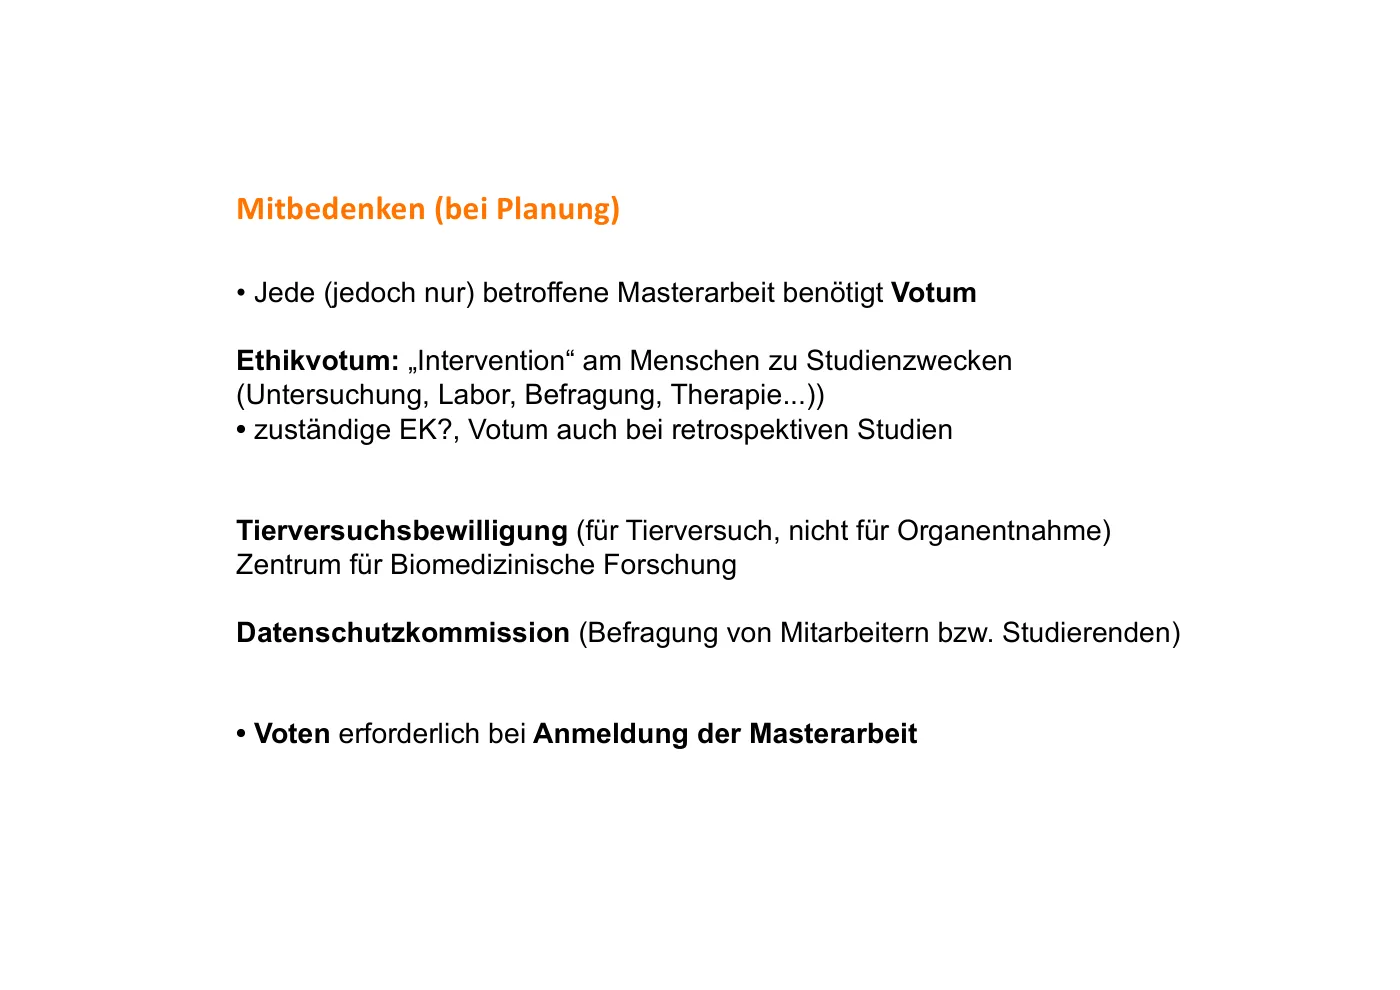 Mitbedenken (bei Planung)
• Jede (jedoch nur) betroffene Masterarbeit benötigt Votum
Ethikvotum: „Intervention“ am Menschen zu Studienzwecken
(Untersuchung, Labor, Befragung, Therapie...))
• zuständige EK?, Votum auch bei retrospektiven Studien
Tierversuchsbewilligung (für Tierversuch, nicht für Organentnahme)
Zentrum für Biomedizinische Forschung
Datenschutzkommission (Befragung von Mitarbeitern bzw. Studierenden)
• Voten erforderlich bei Anmeldung der Masterarbeit